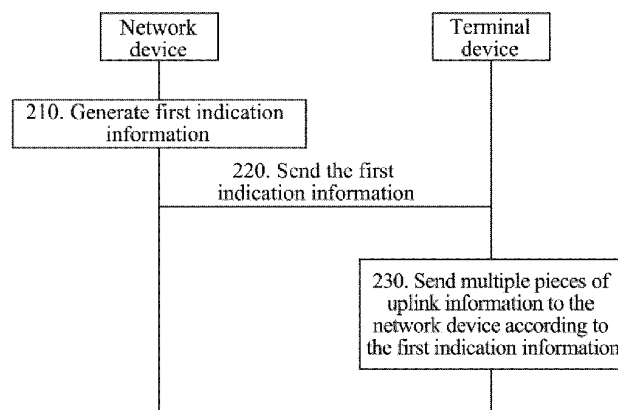 Network
device
Terminal
device
210. Generate first indication
information
220. Send the first
indication information
230. Send multiple pieces of
uplink information to the
network device according to
the first indication information